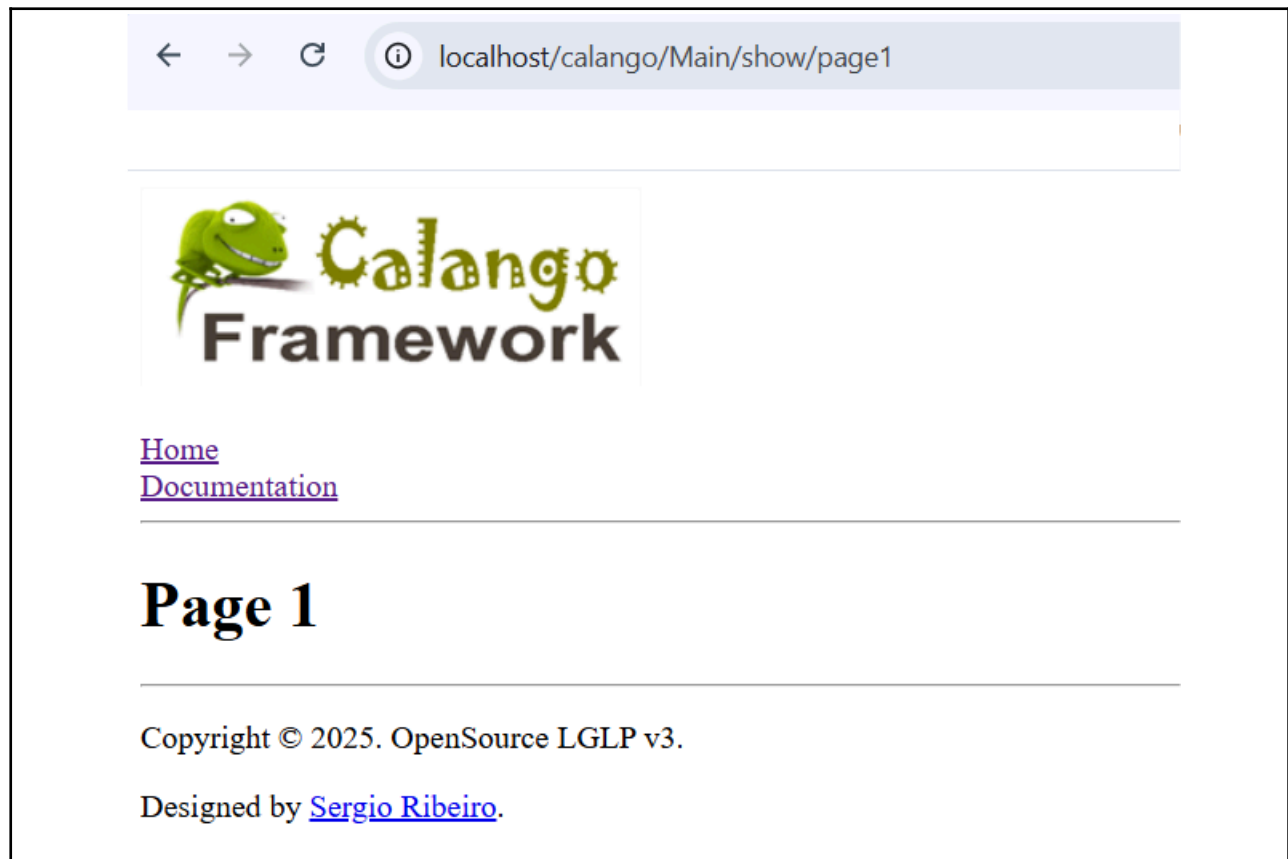 localhost/calango/Main/show/page1
Calango
Framework
Home
Documentation
Page 1
Copyright © 2025. OpenSource LGLP v3.
Designed by Sergio Ribeiro.